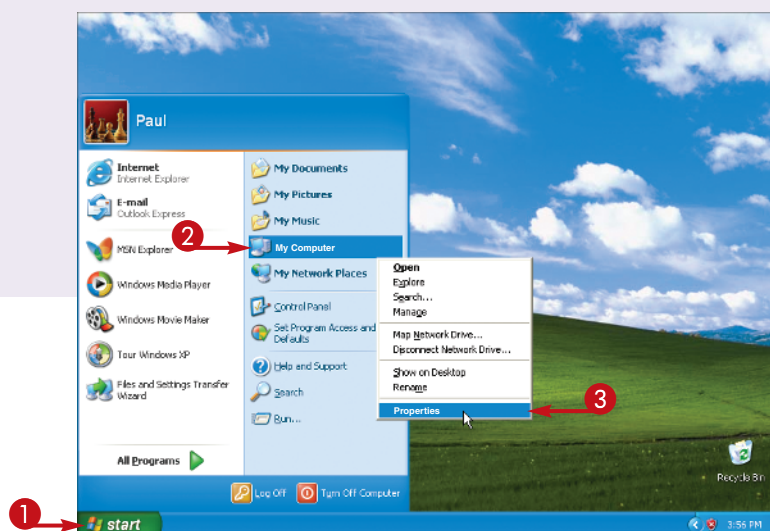 Paul
Internet
Internet Explorer
E-mail
Outlook Express
MSN Explorer
Windows Media Player
Windows Movie Maker
Tour Windows XP
Files and Settings Transfer
Wizard
All Programs
My Documents
My Pictures
My Music
2
My Computer
My Network Places
Control Panel
Set Program Access and
Defaults
Help and Support
Search
Run...
Open
Explore
Search...
Manage
Map Network Drive...
Disconnect Network Drive...
Show on Desktop
Rename
Properties
3
Recycle Bin
Log Off
Turn Off Computer
1
start
3:56 PM